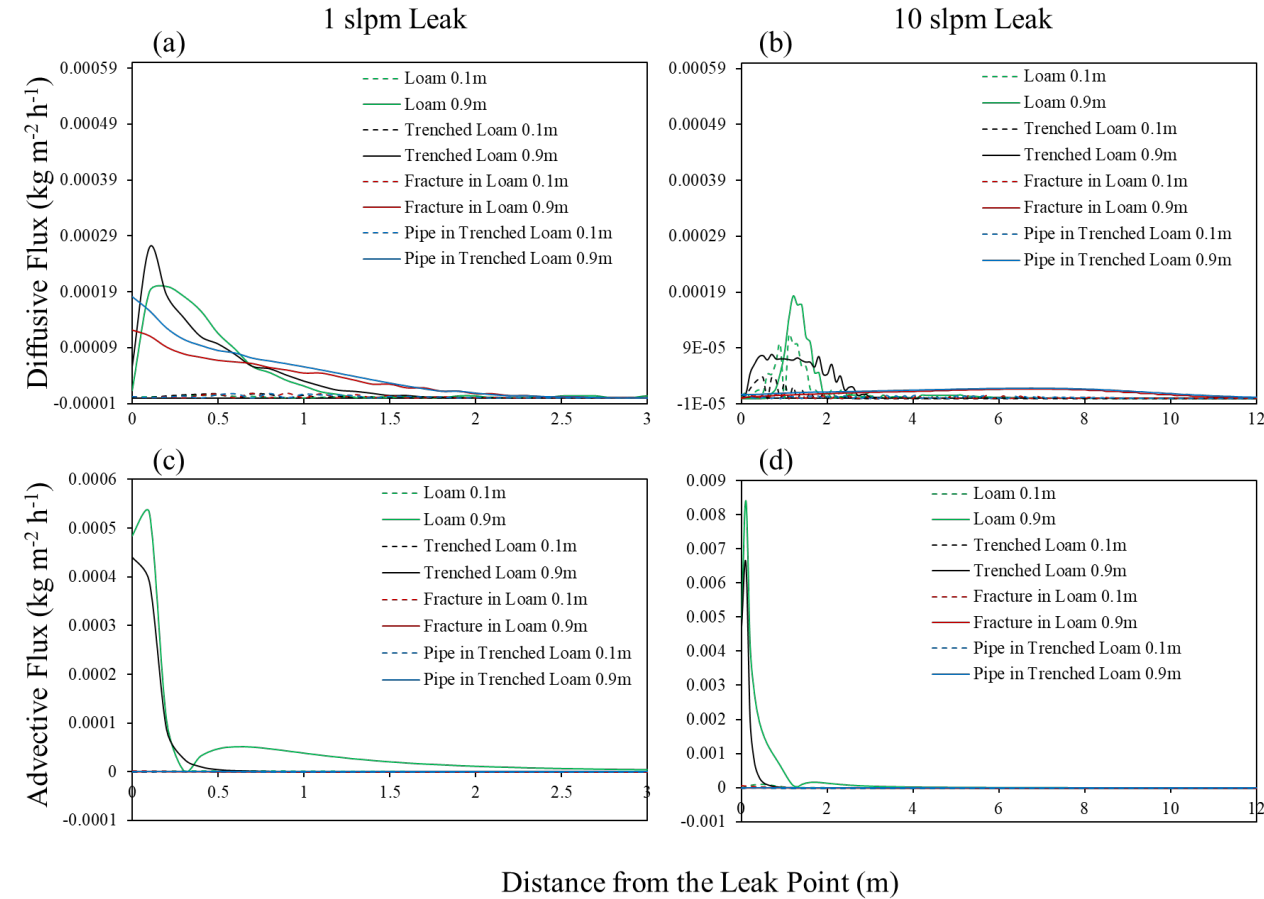 1 slpm Leak
10 slpm Leak
(a)
(b)
Diffusive Flux (kg m-2 h-1)
0.00059
0.00049
0.00039
0.00029
0.00019
0.00009
-0.00001
0
0.5
1
1.5
2
2.5
3
Loam 0.1m
Loam 0.9m
Trenched Loam 0.1m
Trenched Loam 0.9m
Fracture in Loam 0.1m
Fracture in Loam 0.9m
Pipe in Trenched Loam 0.1m
Pipe in Trenched Loam 0.9m
0.00059
0.00049
0.00039
0.00029
0.00019
9E-05
-1E-05
0
2
4
6
8
10
12
Loam 0.1m
Loam 0.9m
Trenched Loam 0.1m
Trenched Loam 0.9m
Fracture in Loam 0.1m
Fracture in Loam 0.9m
Pipe in Trenched Loam 0.1m
Pipe in Trenched Loam 0.9m
(c)
(d)
Advective Flux (kg m-2 h-1)
0.0006
0.0005
0.0004
0.0003
0.0002
0.0001
0
-0.0001
0
0.5
1
1.5
2
2.5
3
Loam 0.1m
Loam 0.9m
Trenched Loam 0.1m
Trenched Loam 0.9m
Fracture in Loam 0.1m
Fracture in Loam 0.9m
Pipe in Trenched Loam 0.1m
Pipe in Trenched Loam 0.9m
0.009
0.008
0.007
0.006
0.005
0.004
0.003
0.002
0.001
0
-0.001
0
2
4
6
8
10
12
Loam 0.1m
Loam 0.9m
Trenched Loam 0.1m
Trenched Loam 0.9m
Fracture in Loam 0.1m
Fracture in Loam 0.9m
Pipe in Trenched Loam 0.1m
Pipe in Trenched Loam 0.9m
Distance from the Leak Point (m)